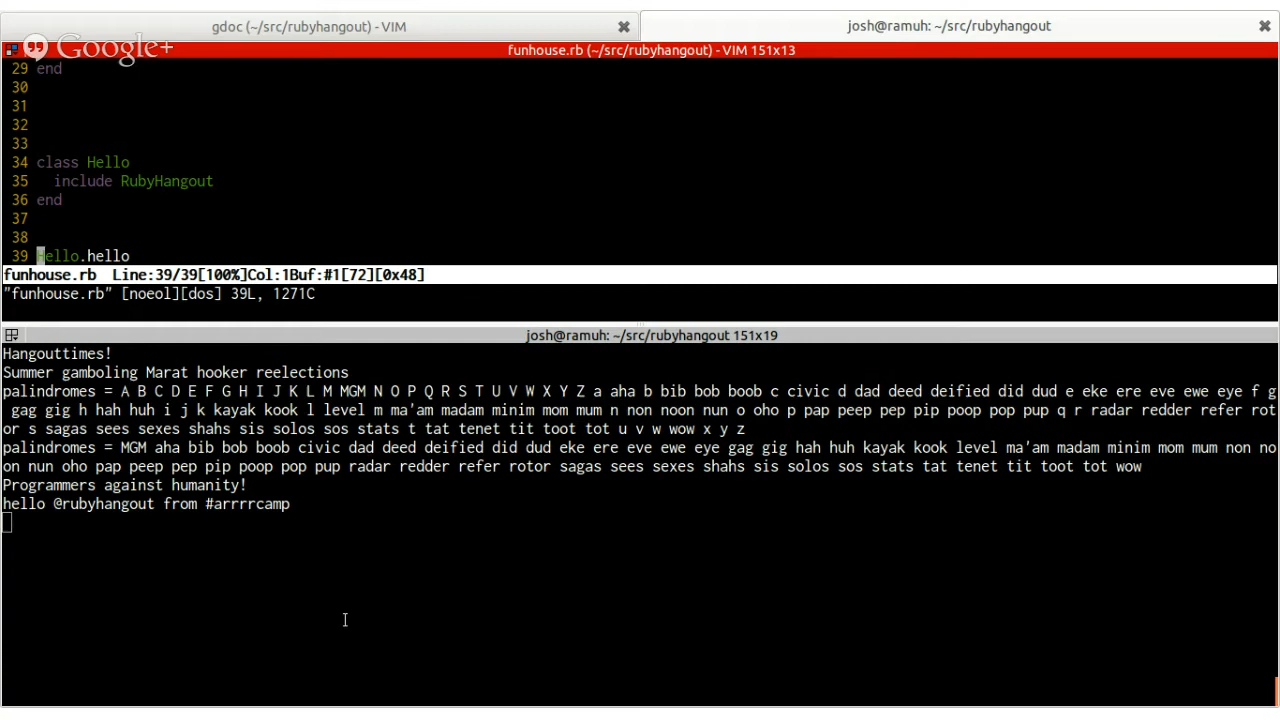 gdoc (~/src/rubyhangout) - VIM
josh@ramuh: ~/src/rubyhangout
Google+
funhouse.rb (~/src/rubyhangout) - VIM 151x13
29 end
30
31
32
33
34 class Hello
35 include RubyHangout
36 end
37
38
39 Hello.hello
funhouse.rb Line:39/39[100%]Col:1Buf:#1[72][0x48]
"funhouse.rb" [noeol][dos] 39L, 1271C
josh@ramuh: ~/src/rubyhangout 151x19
Hangouttimes!
Summer gamboling Marat hooker reelections
palindromes = A B C D E F G H I J K L M MGM N O P Q R S T U V W X Y Z a aha b bib bob boob c civic d dad deed deified did dud e eke ere eve ewe eye f g
gag gig h hah huh i j k kayak kook l level m ma'am madam minim mom mum n non noon nun o oho p pap peep pep pip poop pop pup q r radar redder refer rot
or s sagas sees sexes shahs sis solos sos stats t tat tenet tit toot tot u v w wow x y z
palindromes = MGM aha bib bob boob civic dad deed deified did dud eke ere eve ewe eye gag gig hah huh kayak kook level ma'am madam minim mom mum non no
on nun oho pap peep pep pip poop pop pup radar redder refer rotor sagas sees sexes shahs sis solos sos stats tat tenet tit toot tot wow
Programmers against humanity!
hello @rubyhangout from #arrrrcamp